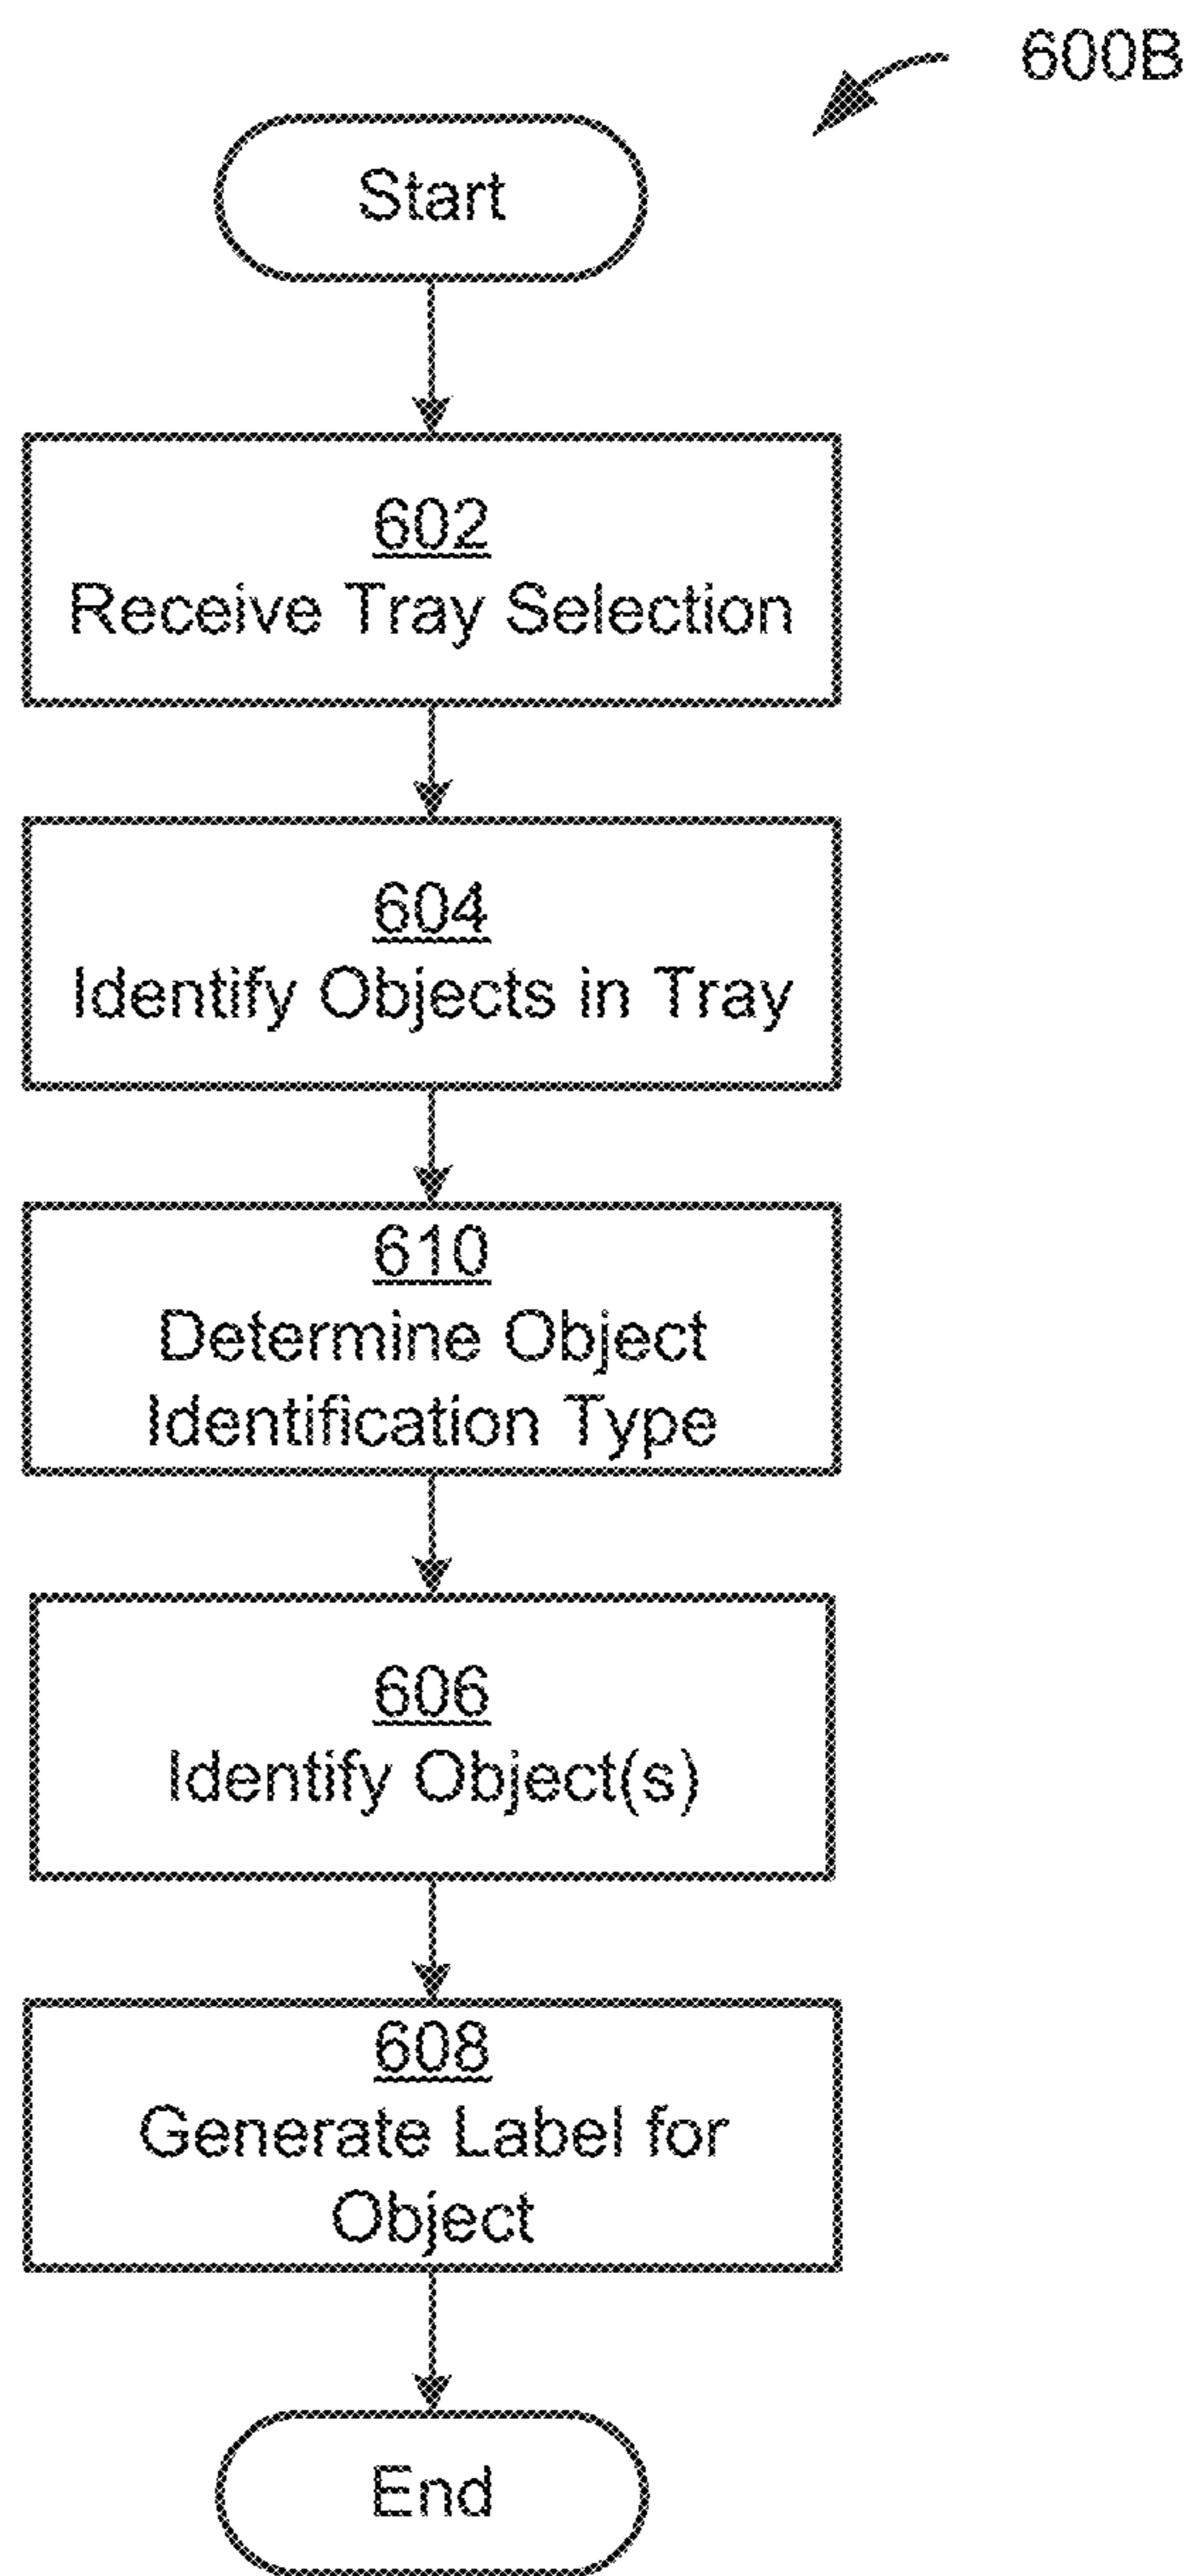 600B
Start
602
Receive Tray Selection
604
Identify Objects in Tray
610
Determine Object
Identification Type
606
Identify Object(s)
608
Generate Label for
Object
End